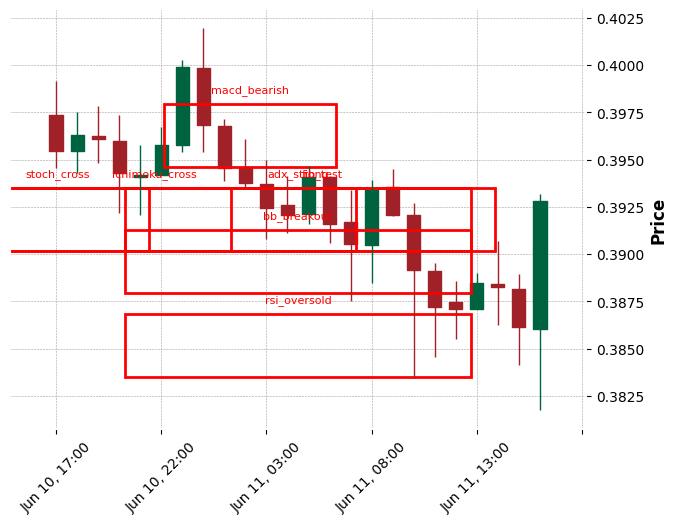 0.4025
0.4000
macd_bearish
0.3975
0.3950
stoch_cross
ichimoku_cross
0.3925
bb_breakout
Price
0.3900
0.3875
rsi_oversold
0.3850
0.3825
Jun 10, 17:00
Jun 10, 22:00
Jun 11, 03:00
Jun 11, 08:00
Jun 11, 13:00